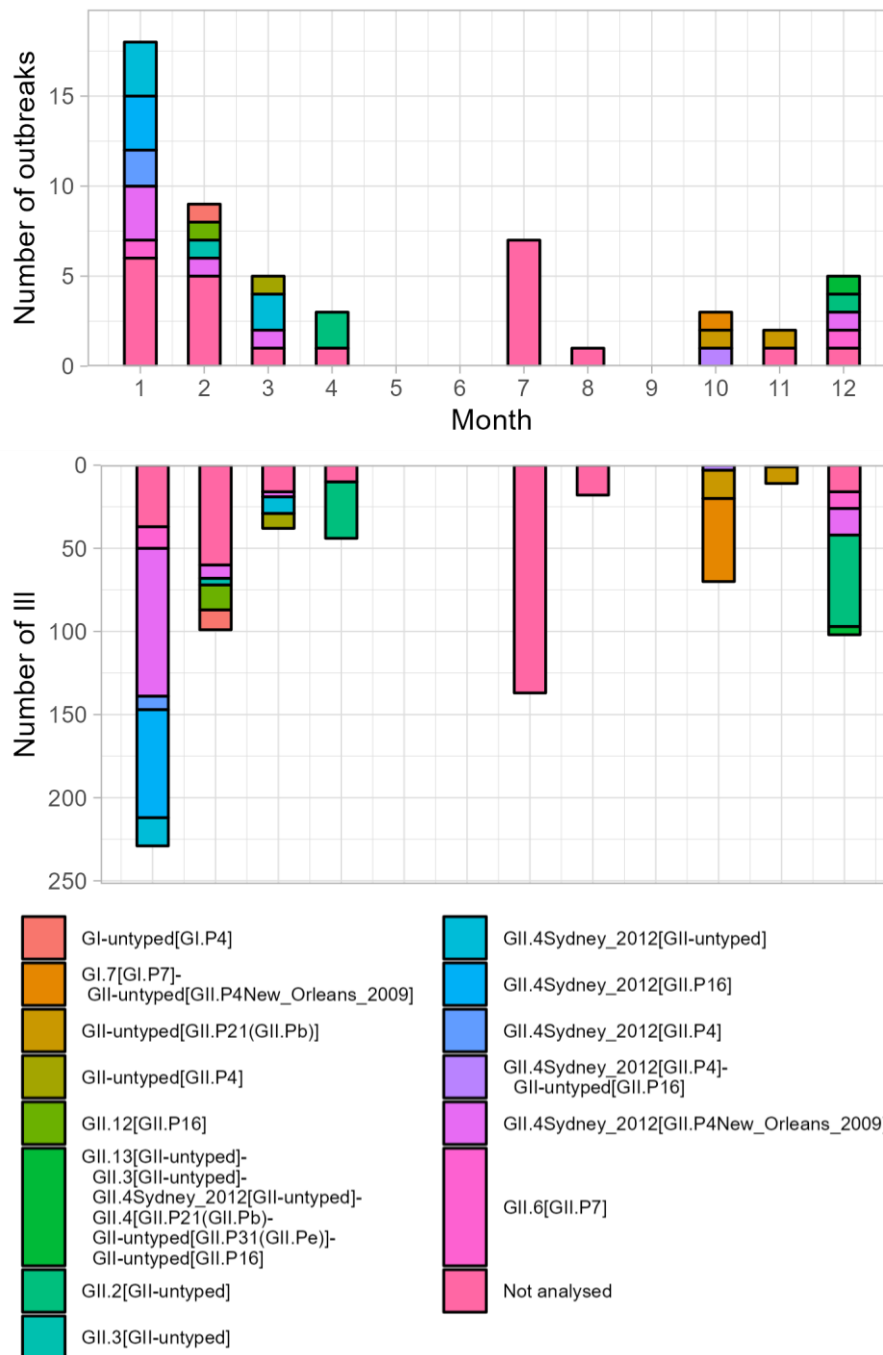 Number of outbreaks
15
10
5
0
1 2 3 4 5 6 7 8 9 10 11 12
Month
Number of Ill
0
50
100
150
200
250
GI-untyped[GI.P4]
GI.7[GI.P7]-
GII-untyped[GII.P4New_Orleans_2009]
GII-untyped[GII.P21(GII.Pb)]
GII-untyped[GII.P4]
GII.12[GII.P16]
GII.13[GII-untyped]-
GII.3[GII-untyped]-
GII.4Sydney_2012[GII-untyped]-
GII.4[GII.P21(GII.Pb)-
GII-untyped[GII.P31(GII.Pe)]-
GII-untyped[GII.P16]
GII.2[GII-untyped]
GII.3[GII-untyped]
GII.4Sydney_2012[GII-untyped]
GII.4Sydney_2012[GII.P16]
GII.4Sydney_2012[GII.P4]
GII.4Sydney_2012[GII.P4]-
GII-untyped[GII.P16]
GII.4Sydney_2012[GII.P4New_Orleans_2009
GII.6[GII.P7]
Not analysed